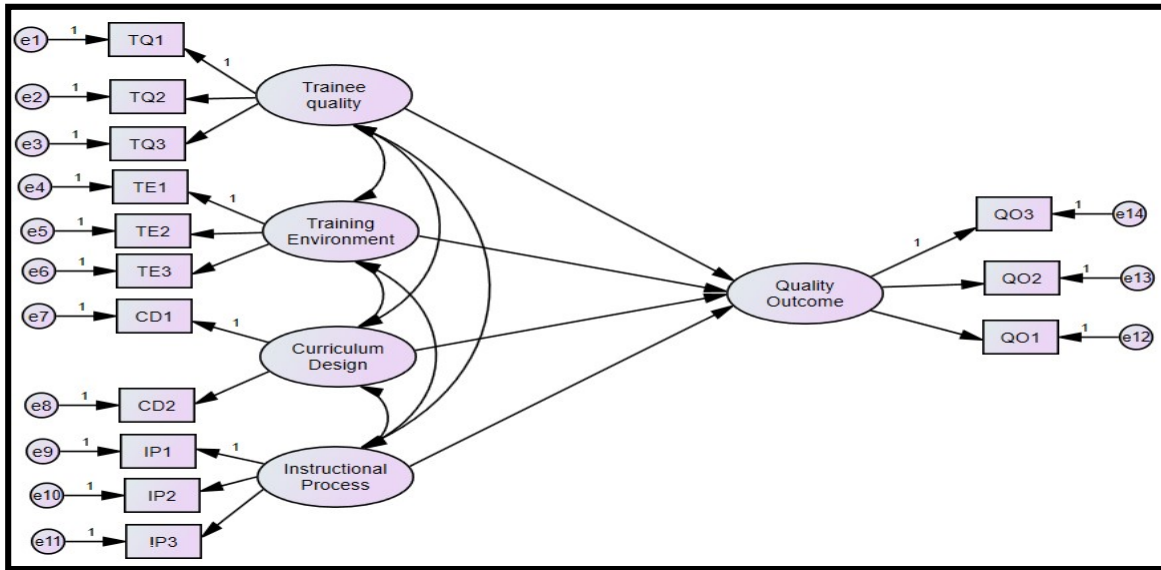 e1
1
TQ1
1
e2
1
TQ2
e3
1
TQ3
Trainee
quality
e4
1
TE1
1
e5
1
TE2
e6
1
TE3
Training
Environment
e7
1
CD1
1
Curriculum
Design
e8
1
CD2
e9
1
IP1
1
e10
1
IP2
e11
1
!P3
Instructional
Process
Quality
Outcome
1
QO3
1
e14
QO2
1
e13
QO1
1
e12